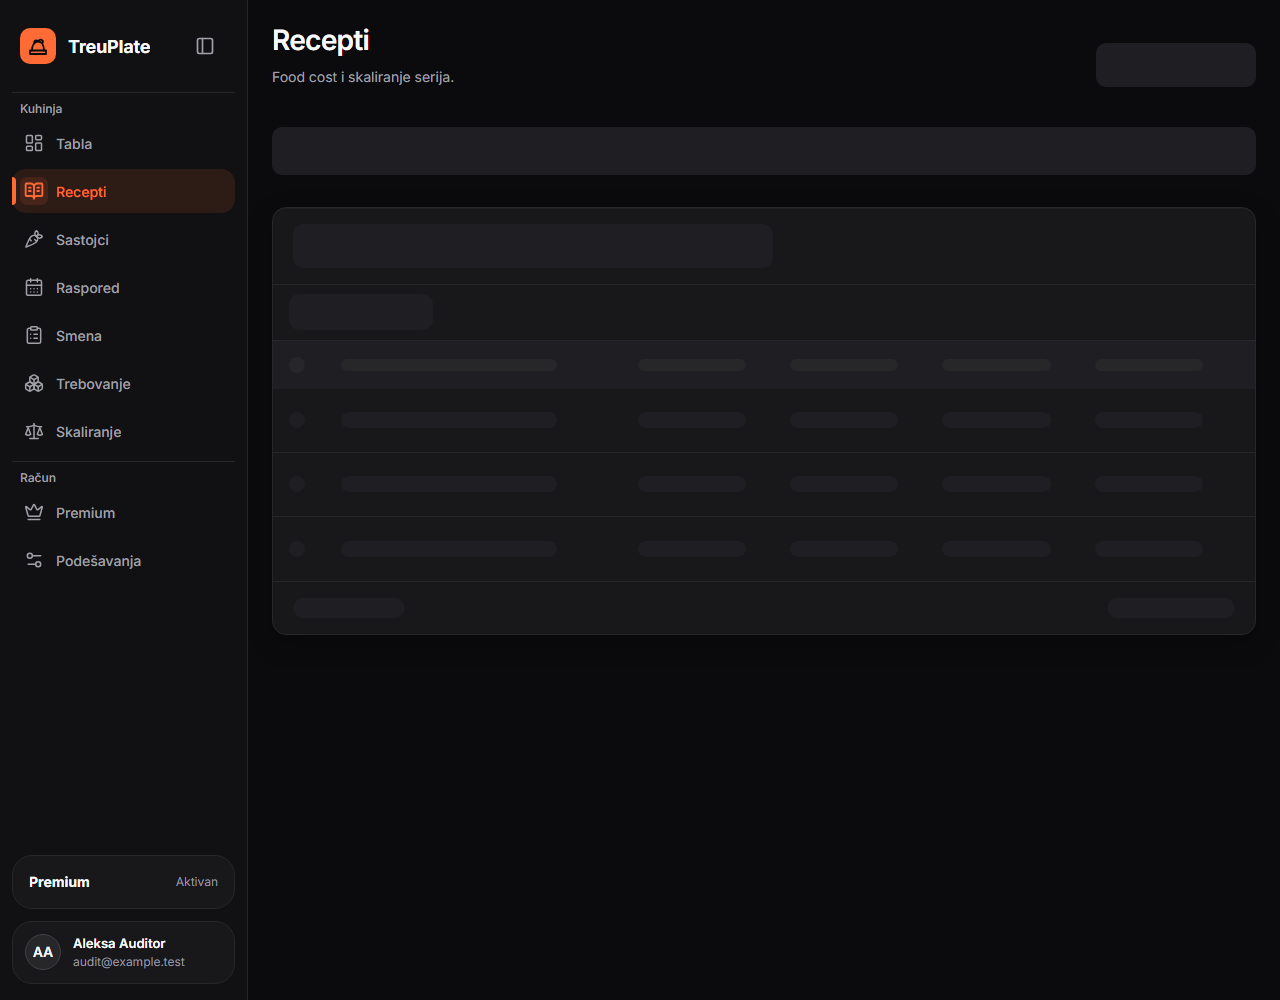 TreuPlate
Kuhinja
Tabla
Recepti
Sastojci
Raspored
Smena
Trebovanje
Skaliranje
Račun
Premium
Podešavanja
Premium
Aktivan
AA
Aleksa Auditor
audit@example.test
Recepti
Food cost i skaliranje serija.